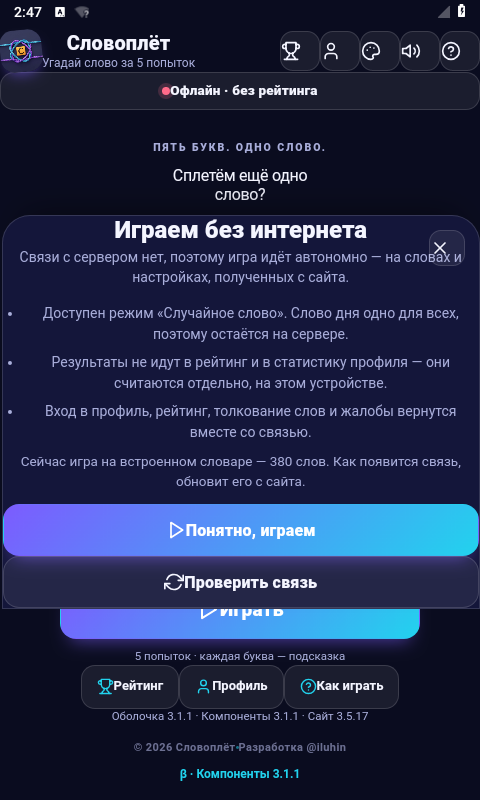 2:47
Словоплёт
Угадай слово за 5 попыток
Офлайн · без рейтинга
ПЯТЬ БУКВ. ОДНО СЛОВО.
Сплетём ещё одно
слово?
Играем без интернета
Связи с сервером нет, поэтому игра идёт автономно — на словах и
настройках, полученных с сайта.
• Доступен режим «Случайное слово». Слово дня одно для всех,
поэтому остаётся на сервере.
• Результаты не идут в рейтинг и в статистику профиля — они
считаются отдельно, на этом устройстве.
• Вход в профиль, рейтинг, толкование слов и жалобы вернутся
вместе со связью.
Сейчас игра на встроенном словаре — 380 слов. Как появится связь,
обновит его с сайта.
Понятно, играем
Проверить связь
Играть
5 попыток · каждая буква — подсказка
Рейтинг Профиль Как играть
Оболочка 3.1.1 · Компоненты 3.1.1 · Сайт 3.5.17
© 2026 Словоплёт·Разработка @iluhin
β · Компоненты 3.1.1